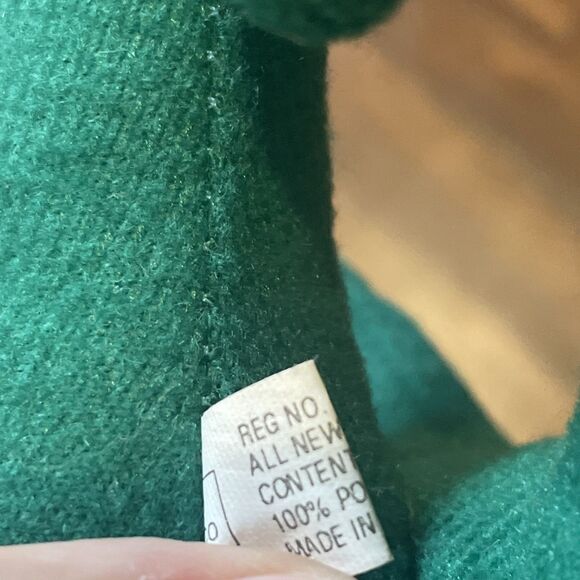 REG NO.
ALL NEW
CONTENT
100% PO
MADE IN